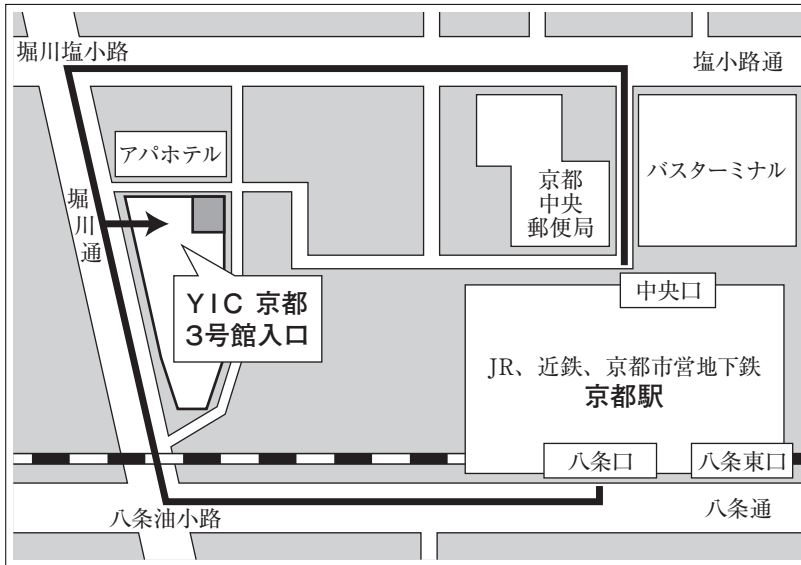 堀川塩小路
塩小路通
アパホテル
京都
中央
郵便局
バスターミナル
堀川通
YIC 京都
3号館入口
中央口
JR、近鉄、京都市営地下鉄
京都駅
八条口
八条東口
八条油小路
八条通